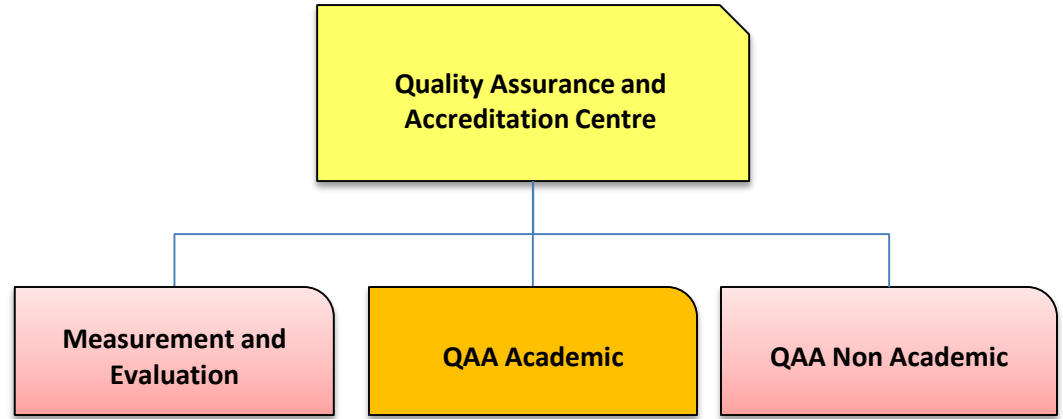 Quality Assurance and
Accreditation Centre
Measurement and
Evaluation
QAA Academic
QAA Non Academic